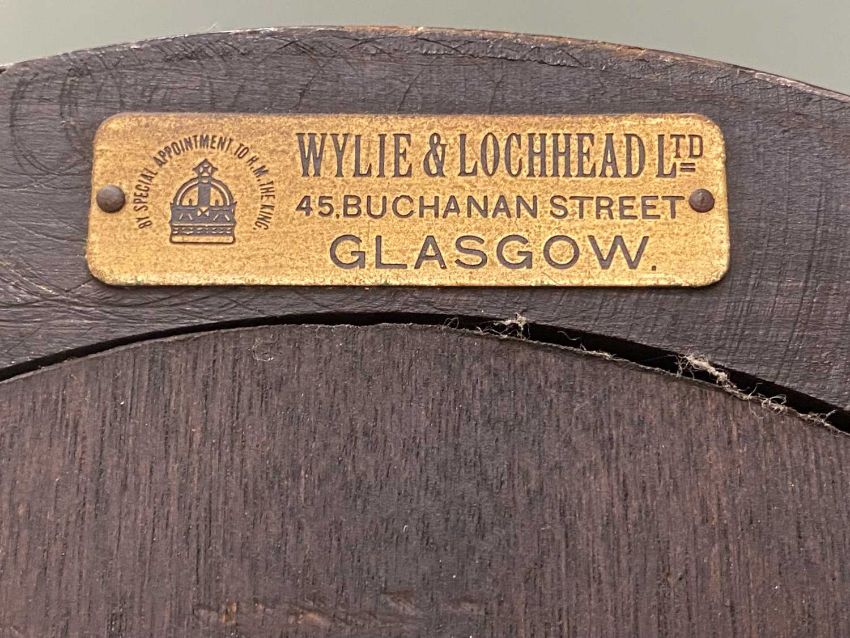 BY SPECIAL APPOINTMENT TO H.M. THE KING
WYLIE & LOCHHEAD LTD
45, BUCHANAN STREET
GLASGOW.